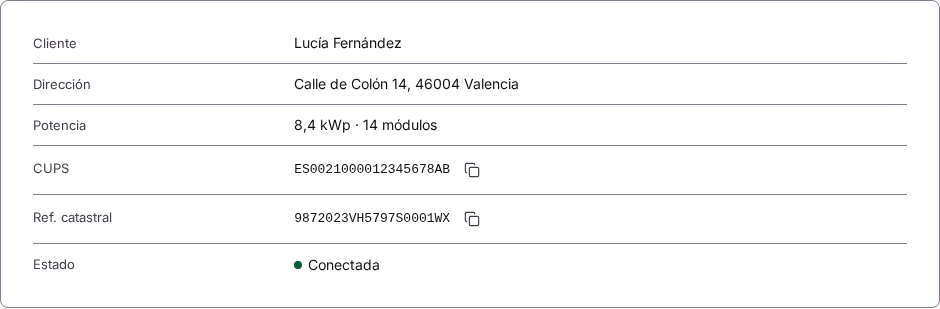 Cliente Lucía Fernández
Dirección Calle de Colón 14, 46004 Valencia
Potencia 8,4 kWp · 14 módulos
CUPS ES0021000012345678AB
Ref. catastral 9872023VH5797S0001WX
Estado Conectada